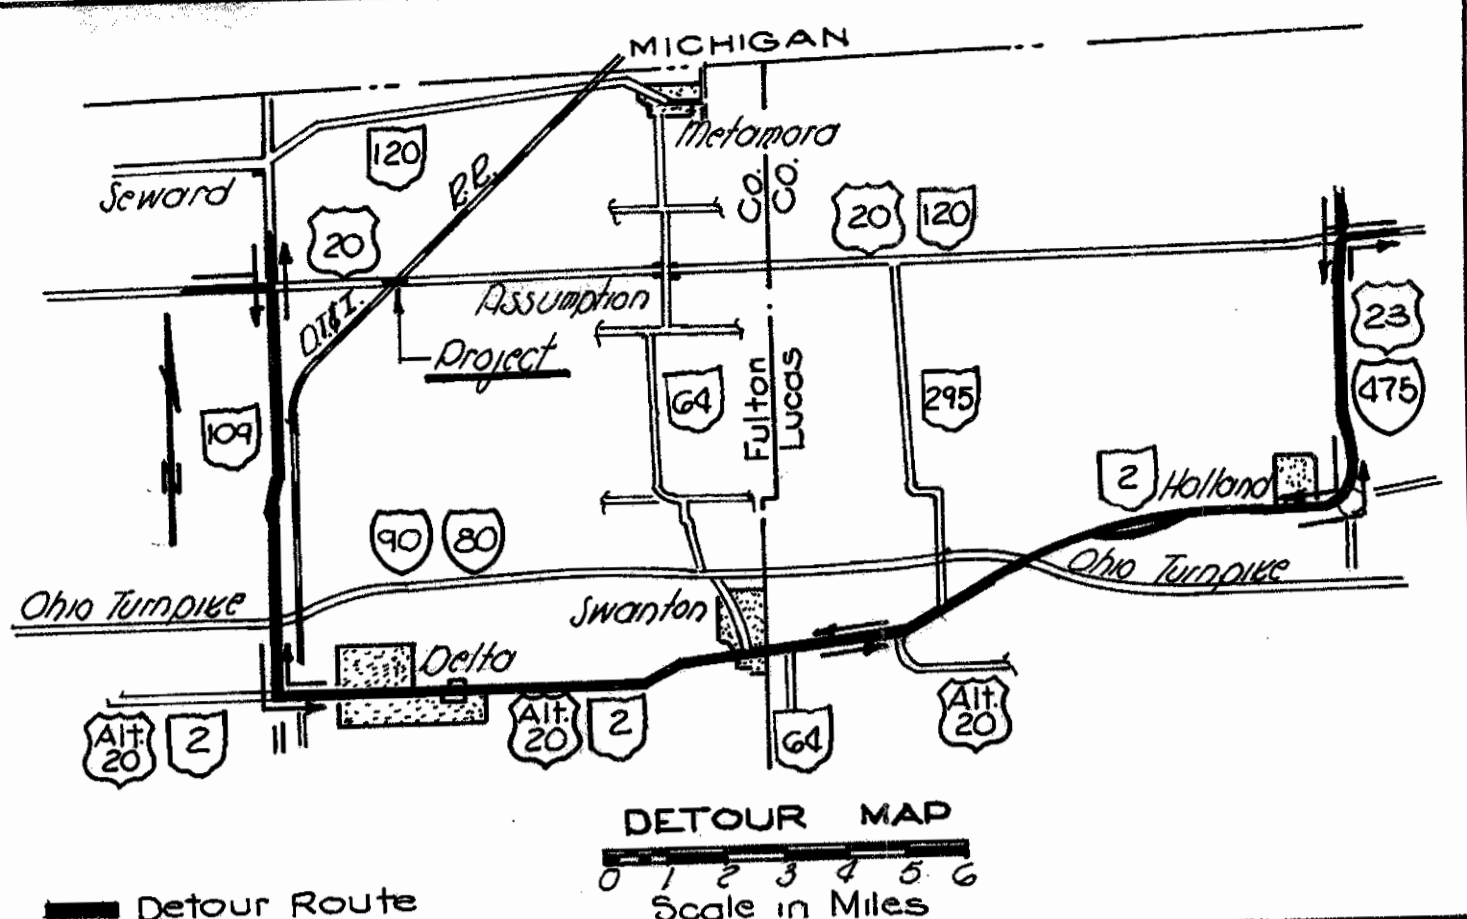 MICHIGAN
120
Metamora
Seward
R.R.
Co.
Co.
20
120
20
Assumption
D.T.&I.
Project
23
475
64
Fulton
Lucas
295
109
2
Holland
90
80
Ohio Turnpike
Ohio Turnpike
Swanton
Delta
Alt.
20
2
Alt.
20
2
64
Alt.
20
DETOUR MAP
0 1 2 3 4 5 6
Scale in Miles
Detour Route